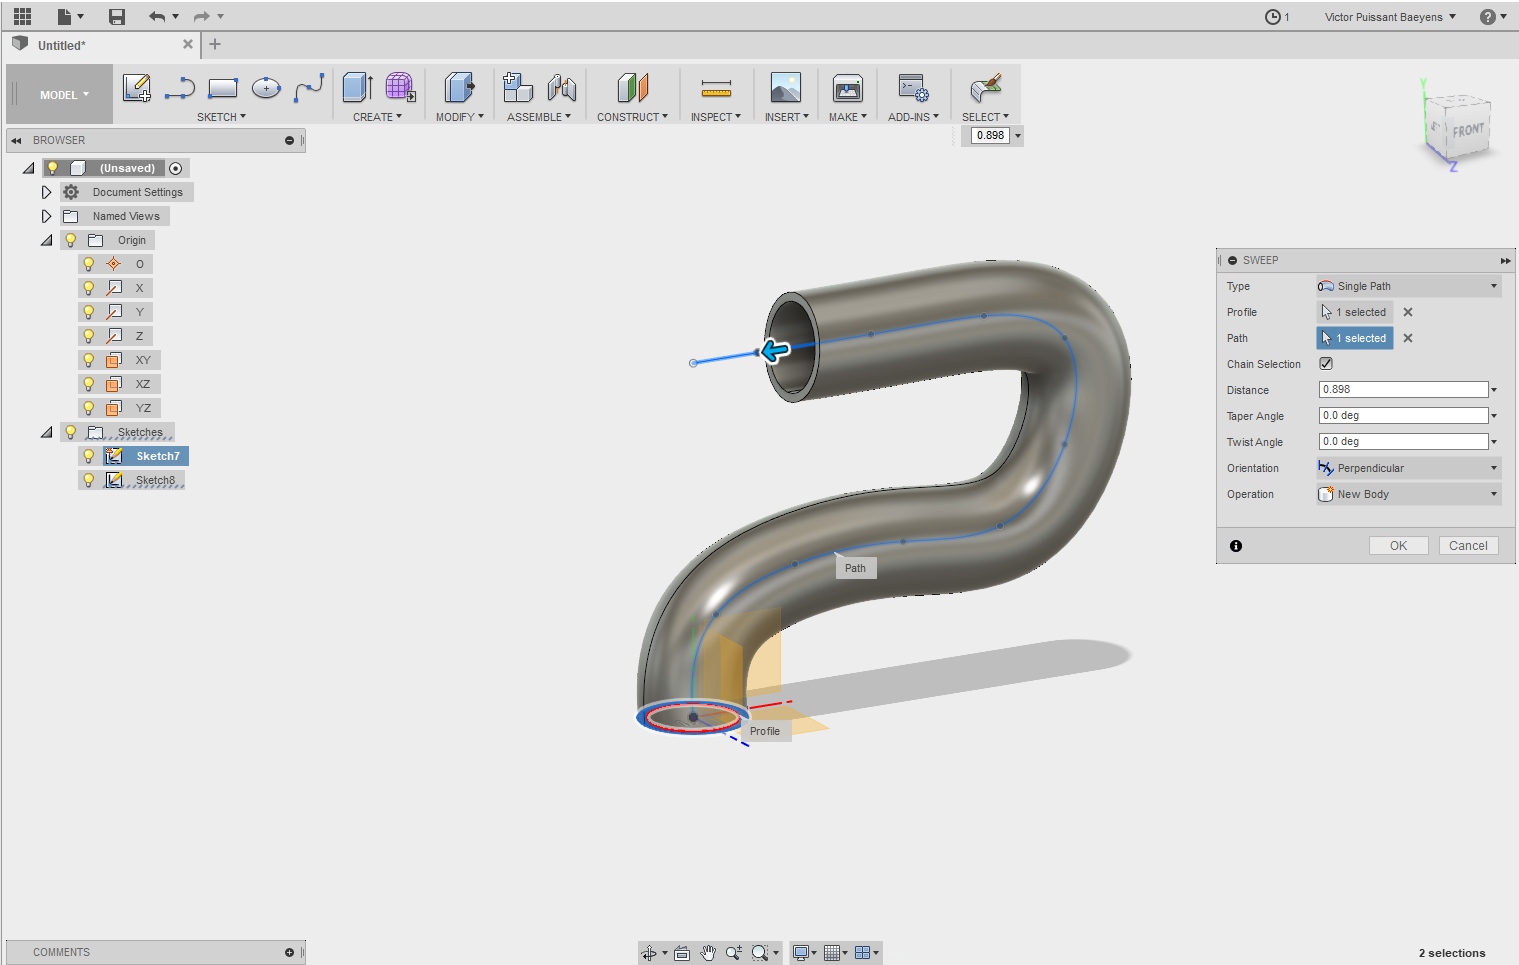 1
Victor Puissant Baeyens
Untitled*
MODEL
SKETCH
CREATE
MODIFY
ASSEMBLE
CONSTRUCT
INSPECT
INSERT
MAKE
ADD-INS
SELECT
0.898
Y
FRONT
Z
BROWSER
(Unsaved)
Document Settings
Named Views
Origin
O
X
Y
Z
XY
XZ
YZ
Sketches
Sketch7
Sketch8
SWEEP
Type Single Path
Profile 1 selected
Path 1 selected
Chain Selection
Distance 0.898
Taper Angle 0.0 deg
Twist Angle 0.0 deg
Orientation Perpendicular
Operation New Body
OK Cancel
Path
Profile
COMMENTS
2 selections